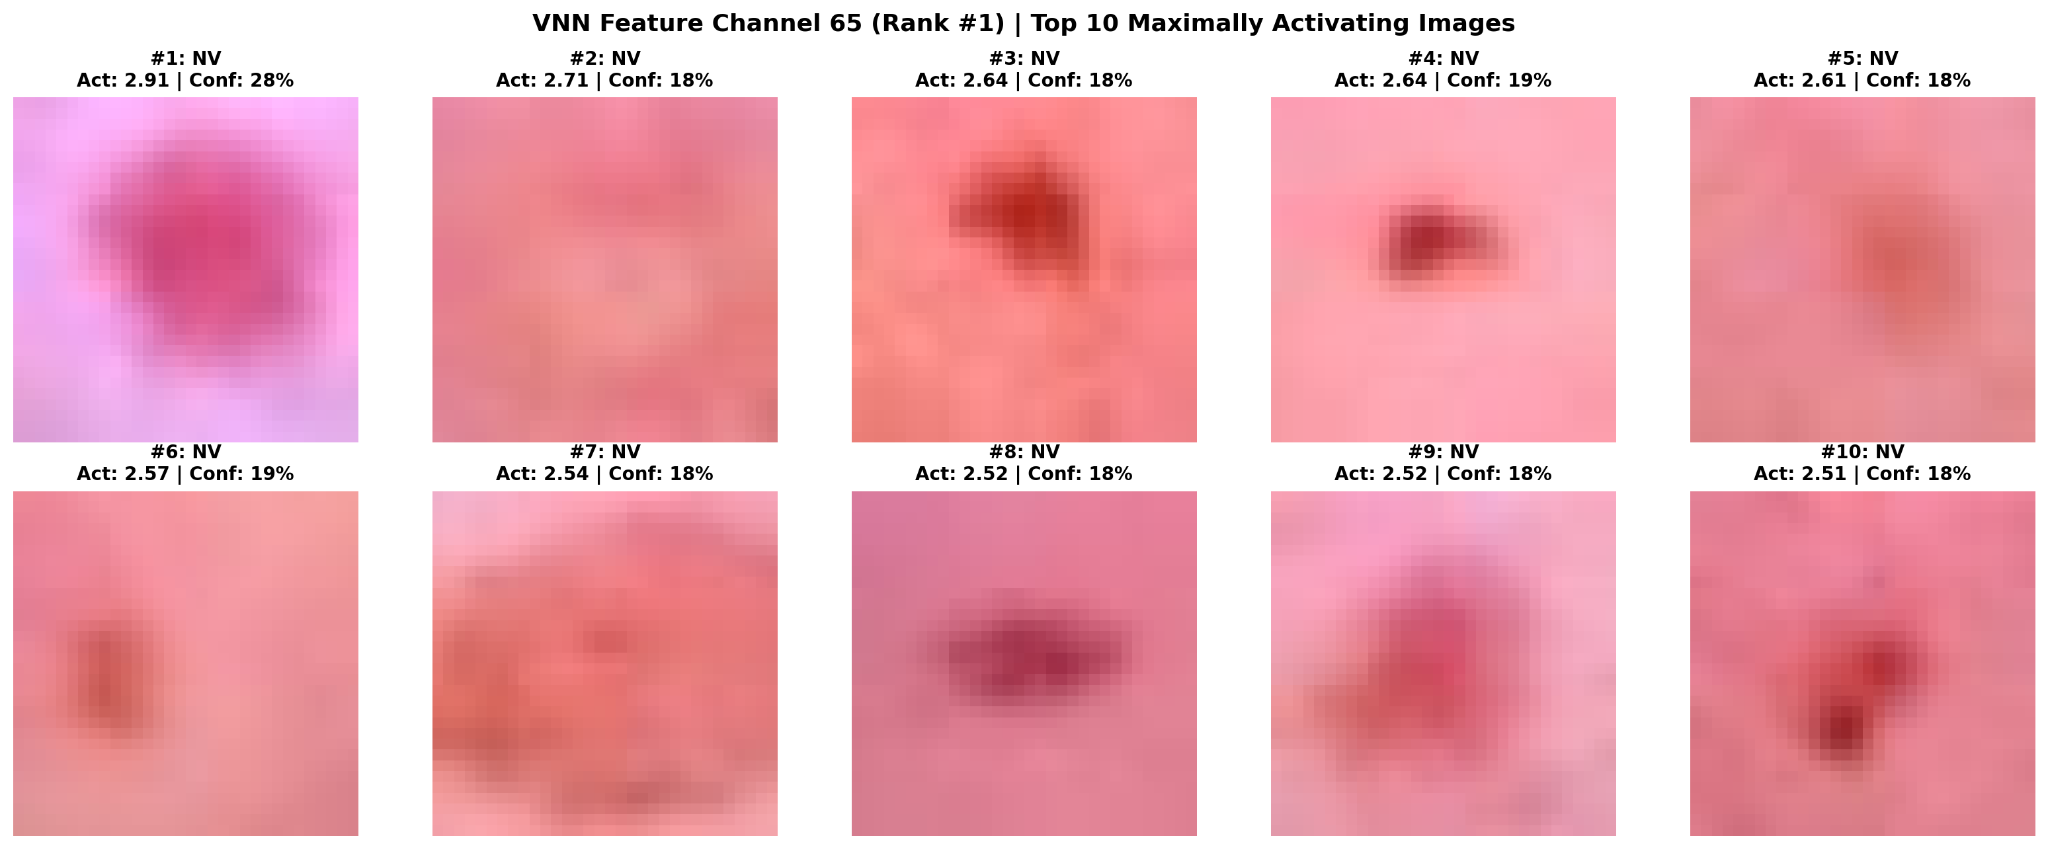 VNN Feature Channel 65 (Rank #1) | Top 10 Maximally Activating Images
#1: NV
Act: 2.91 | Conf: 28%
#2: NV
Act: 2.71 | Conf: 18%
#3: NV
Act: 2.64 | Conf: 18%
#4: NV
Act: 2.64 | Conf: 19%
#5: NV
Act: 2.61 | Conf: 18%
#6: NV
Act: 2.57 | Conf: 19%
#7: NV
Act: 2.54 | Conf: 18%
#8: NV
Act: 2.52 | Conf: 18%
#9: NV
Act: 2.52 | Conf: 18%
#10: NV
Act: 2.51 | Conf: 18%